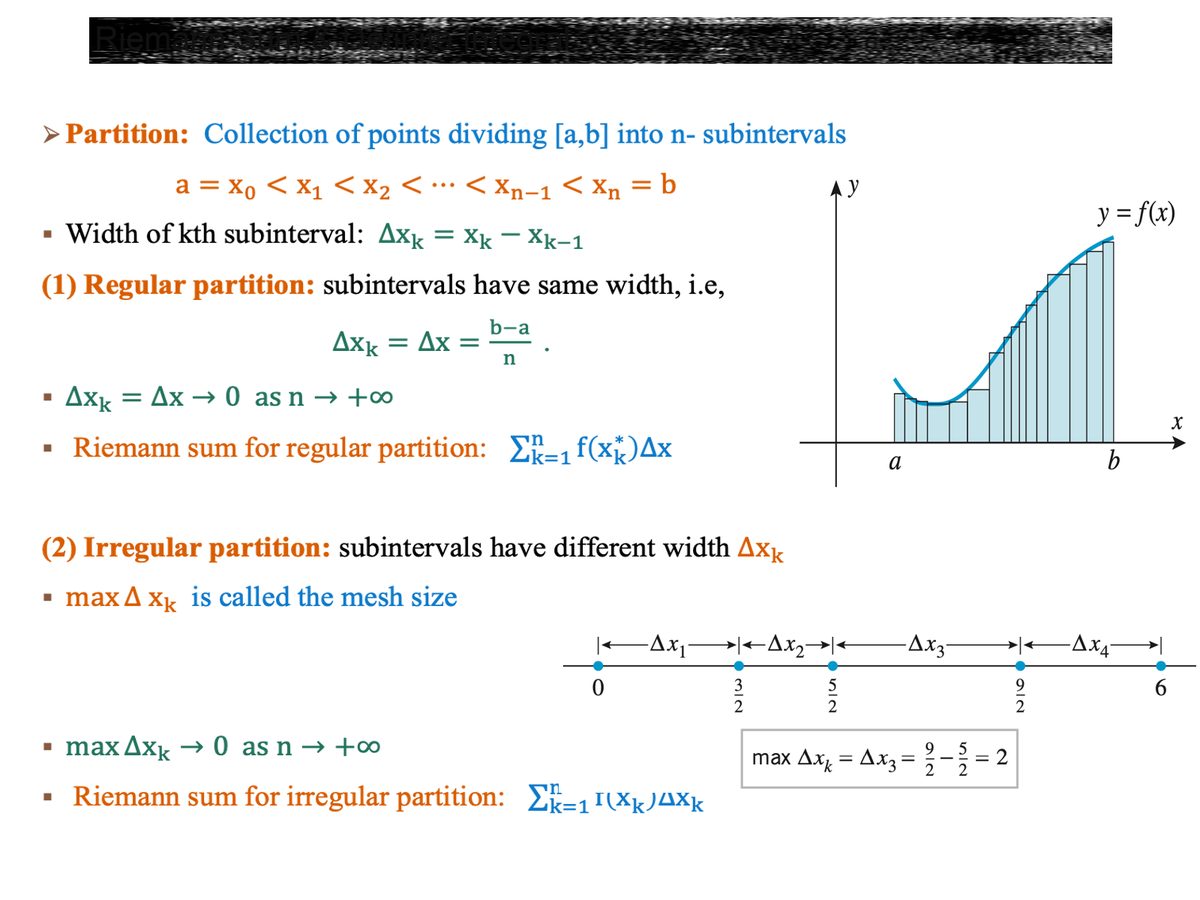 ➢ Partition: Collection of points dividing [a,b] into n- subintervals
a = x₀ < x₁ < x₂ < ⋯ < xₙ₋₁ < xₙ = b
▪ Width of kth subinterval: Δxₖ = xₖ − xₖ₋₁
(1) Regular partition: subintervals have same width, i.e,
Δxₖ = Δx = (b−a)/n .
▪ Δxₖ = Δx → 0 as n → +∞
▪ Riemann sum for regular partition: ∑ⁿₖ₌₁ f(xₖ*)Δx
y
y = f(x)
x
a
b
(2) Irregular partition: subintervals have different width Δxₖ
▪ max Δ xₖ is called the mesh size
Δx₁ Δx₂ Δx₃ Δx₄
0 3/2 5/2 9/2 6
▪ max Δxₖ → 0 as n → +∞
max Δxₖ = Δx₃ = 9/2 − 5/2 = 2
▪ Riemann sum for irregular partition: ∑ⁿₖ₌₁